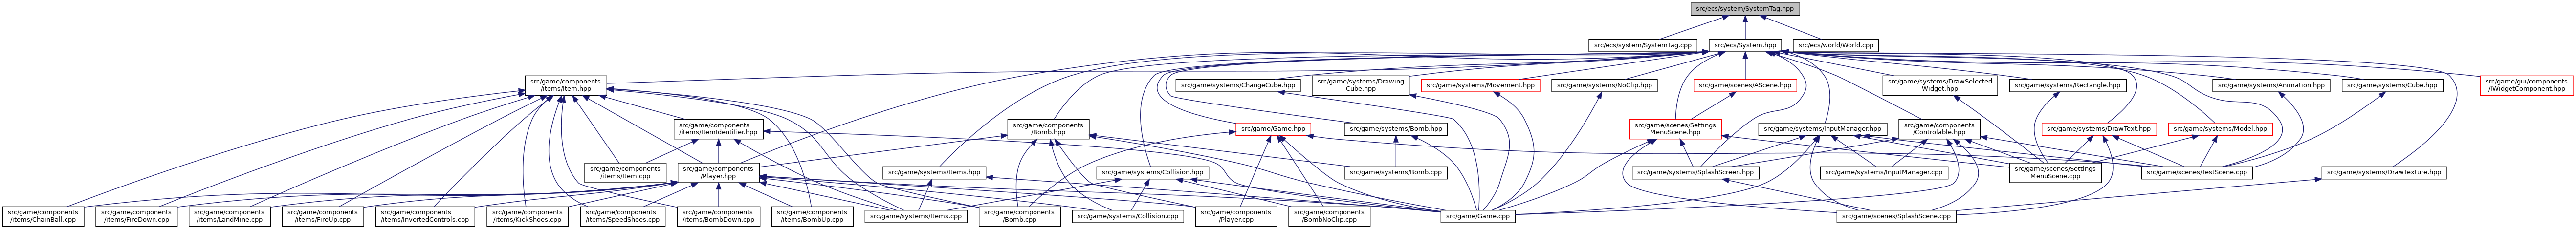 src/ecs/system/SystemTag.hpp
src/ecs/system/SystemTag.cpp
src/ecs/System.hpp
src/ecs/world/World.cpp
src/game/components
/items/Item.hpp
src/game/systems/ChangeCube.hpp
src/game/systems/Drawing
Cube.hpp
src/game/systems/Movement.hpp
src/game/systems/NoClip.hpp
src/game/scenes/AScene.hpp
src/game/systems/DrawSelected
Widget.hpp
src/game/systems/Rectangle.hpp
src/game/systems/Animation.hpp
src/game/systems/Cube.hpp
src/game/gui/components
/IWidgetComponent.hpp
src/game/components
/items/ItemIdentifier.hpp
src/game/components
/Bomb.hpp
src/game/Game.hpp
src/game/systems/Bomb.hpp
src/game/scenes/Settings
MenuScene.hpp
src/game/systems/InputManager.hpp
src/game/components
/Controlable.hpp
src/game/systems/DrawText.hpp
src/game/systems/Model.hpp
src/game/components
/items/Item.cpp
src/game/components
/Player.hpp
src/game/systems/Items.hpp
src/game/systems/Collision.hpp
src/game/systems/Bomb.cpp
src/game/systems/SplashScreen.hpp
src/game/systems/InputManager.cpp
src/game/scenes/Settings
MenuScene.cpp
src/game/scenes/TestScene.cpp
src/game/systems/DrawTexture.hpp
src/game/components
/items/ChainBall.cpp
src/game/components
/items/FireDown.cpp
src/game/components
/items/LandMine.cpp
src/game/components
/items/FireUp.cpp
src/game/components
/items/InvertedControls.cpp
src/game/components
/items/KickShoes.cpp
src/game/components
/items/SpeedShoes.cpp
src/game/components
/items/BombDown.cpp
src/game/components
/items/BombUp.cpp
src/game/systems/Items.cpp
src/game/components
/Bomb.cpp
src/game/systems/Collision.cpp
src/game/components
/Player.cpp
src/game/components
/BombNoClip.cpp
src/game/Game.cpp
src/game/scenes/SplashScene.cpp